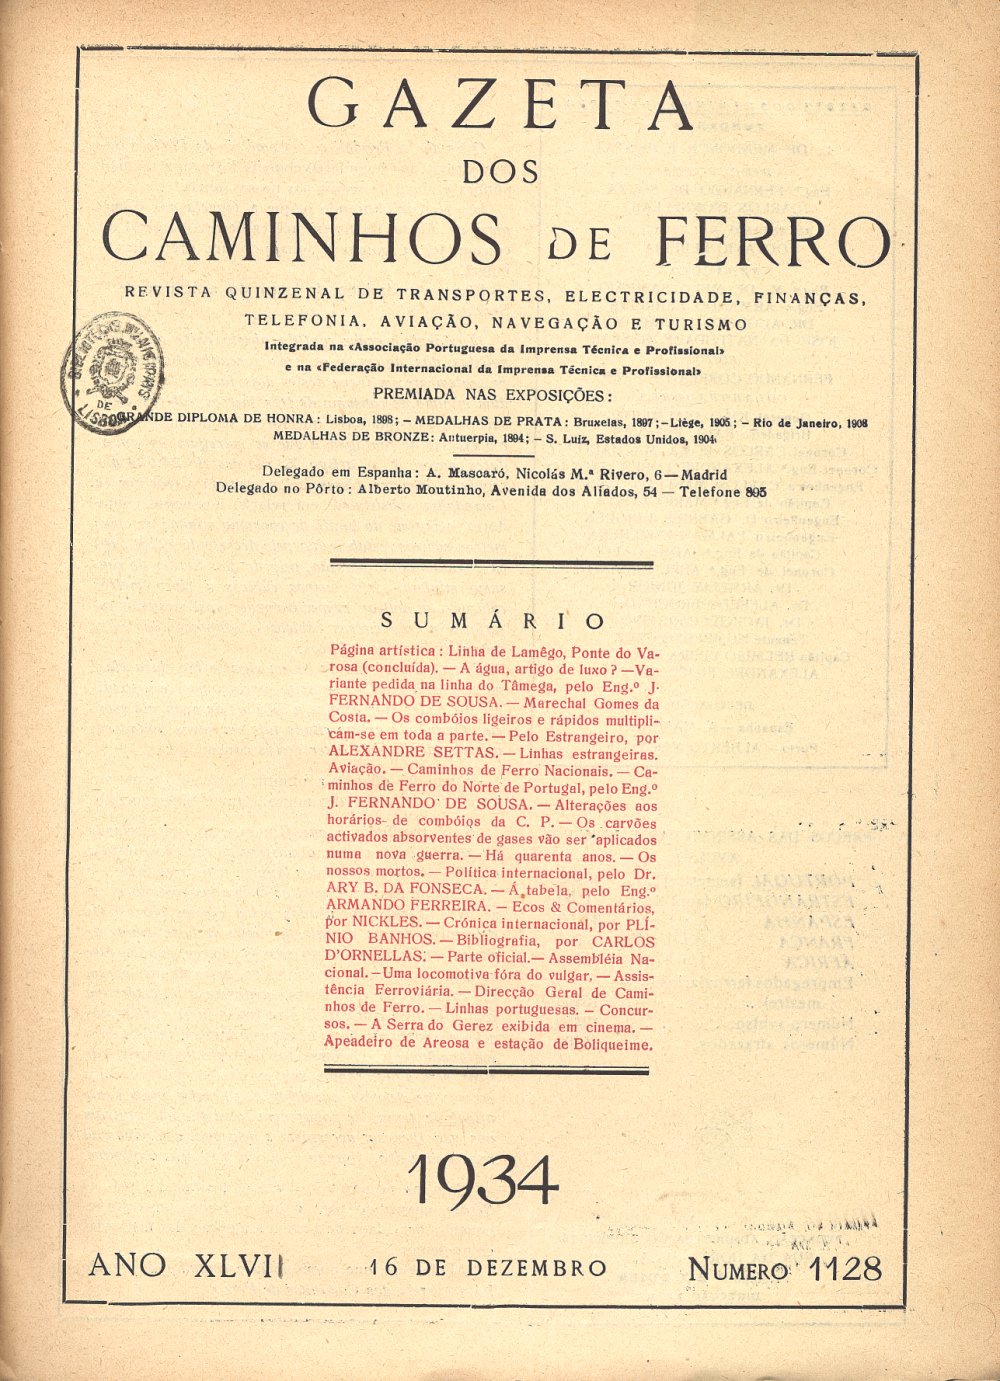 GAZETA
DOS
CAMINHOS DE FERRO
REVISTA QUINZENAL DE TRANSPORTES, ELECTRICIDADE, FINANÇAS,
TELEFONIA, AVIAÇÃO, NAVEGAÇÃO E TURISMO
Integrada na «Associação Portuguesa da Imprensa Técnica e Profissional»
e na «Federação Internacional da Imprensa Técnica e Profissional»
PREMIADA NAS EXPOSIÇÕES:
GRANDE DIPLOMA DE HONRA: Lisboa, 1898; — MEDALHAS DE PRATA: Bruxelas, 1897; — Liège, 1905; — Rio de Janeiro, 1908
MEDALHAS DE BRONZE: Antuerpia, 1894; — S. Luiz, Estados Unidos, 1904
Delegado em Espanha: A. Mascaró, Nicolás M.ª Rivero, 6 — Madrid
Delegado no Pôrto: Alberto Moutinho, Avenida dos Aliados, 54 — Telefone 893
LISBOA
DE
SUMÁRIO
Página artística: Linha de Lamêgo, Ponte do Va-
rosa (concluída). — A água, artigo de luxo? — Va-
riante pedida na linha do Tâmega, pelo Eng.º J.
FERNANDO DE SOUSA. — Marechal Gomes da
Costa. — Os combóios ligeiros e rápidos multipli-
cam-se em toda a parte. — Pelo Estrangeiro, por
ALEXANDRE SETTAS. — Linhas estrangeiras.
Aviação. — Caminhos de Ferro Nacionais. — Ca-
minhos de Ferro do Norte de Portugal, pelo Eng.º
J. FERNANDO DE SOUSA. — Alterações aos
horários de combóios da C. P. — Os carvões
activados absorventes de gases vão ser aplicados
numa nova guerra. — Há quarenta anos. — Os
nossos mortos. — Política internacional, pelo Dr.
ARY B. DA FONSECA. — Á tabela, pelo Eng.º
ARMANDO FERREIRA. — Ecos & Comentários,
por NICKLES. — Crónica internacional, por PLÍ-
NIO BANHOS. — Bibliografia, por CARLOS
D'ORNELLAS. — Parte oficial. — Assembléia Na-
cional. — Uma locomotiva fóra do vulgar, — Assis-
tência Ferroviária. — Direcção Geral de Cami-
nhos de Ferro. — Linhas portuguesas. — Concur-
sos. — A Serra do Gerez exibida em cinema. —
Apeadeiro de Areosa e estação de Boliqueime.
1934
ANO XLVII
16 DE DEZEMBRO
NUMERO 1128